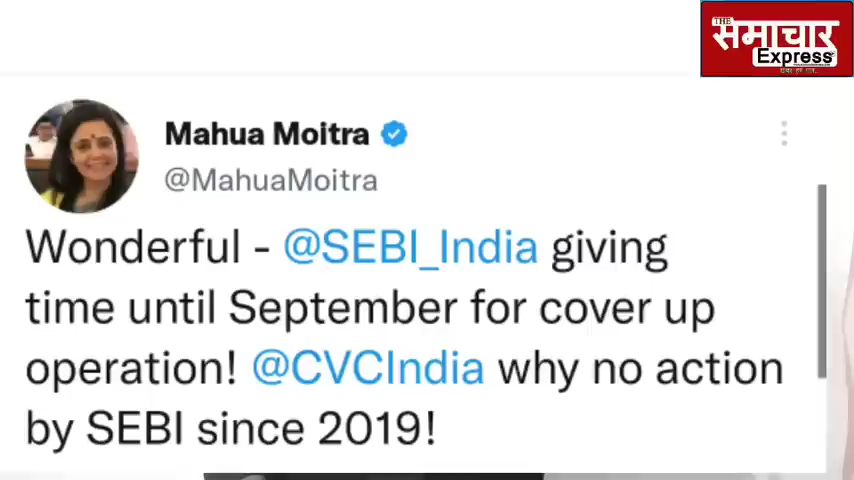 THE
समाचार
Express
Mahua Moitra
@MahuaMoitra
Wonderful - @SEBI_India giving
time until September for cover up
operation! @CVCIndia why no action
by SEBI since 2019!